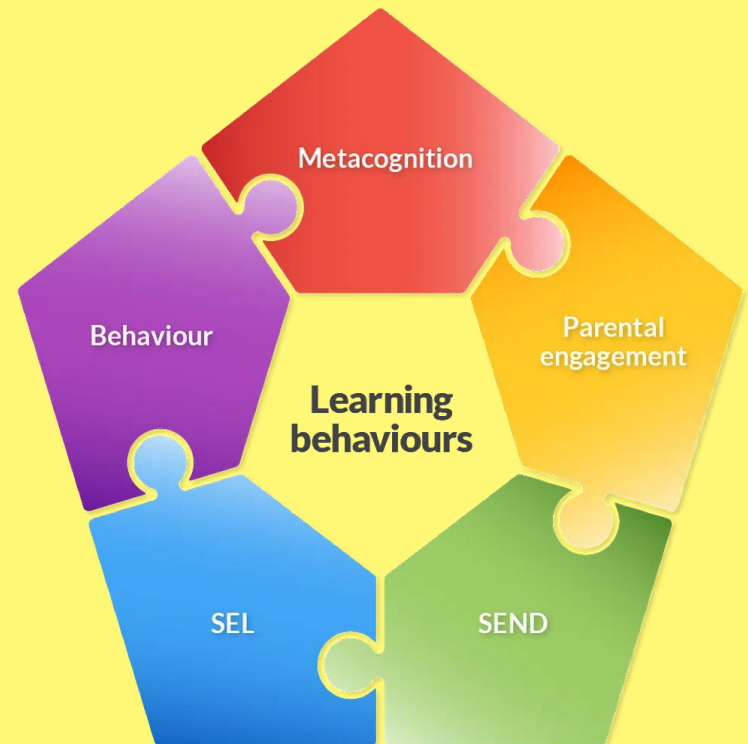 Metacognition
Behaviour
Parental
engagement
Learning
behaviours
SEL
SEND